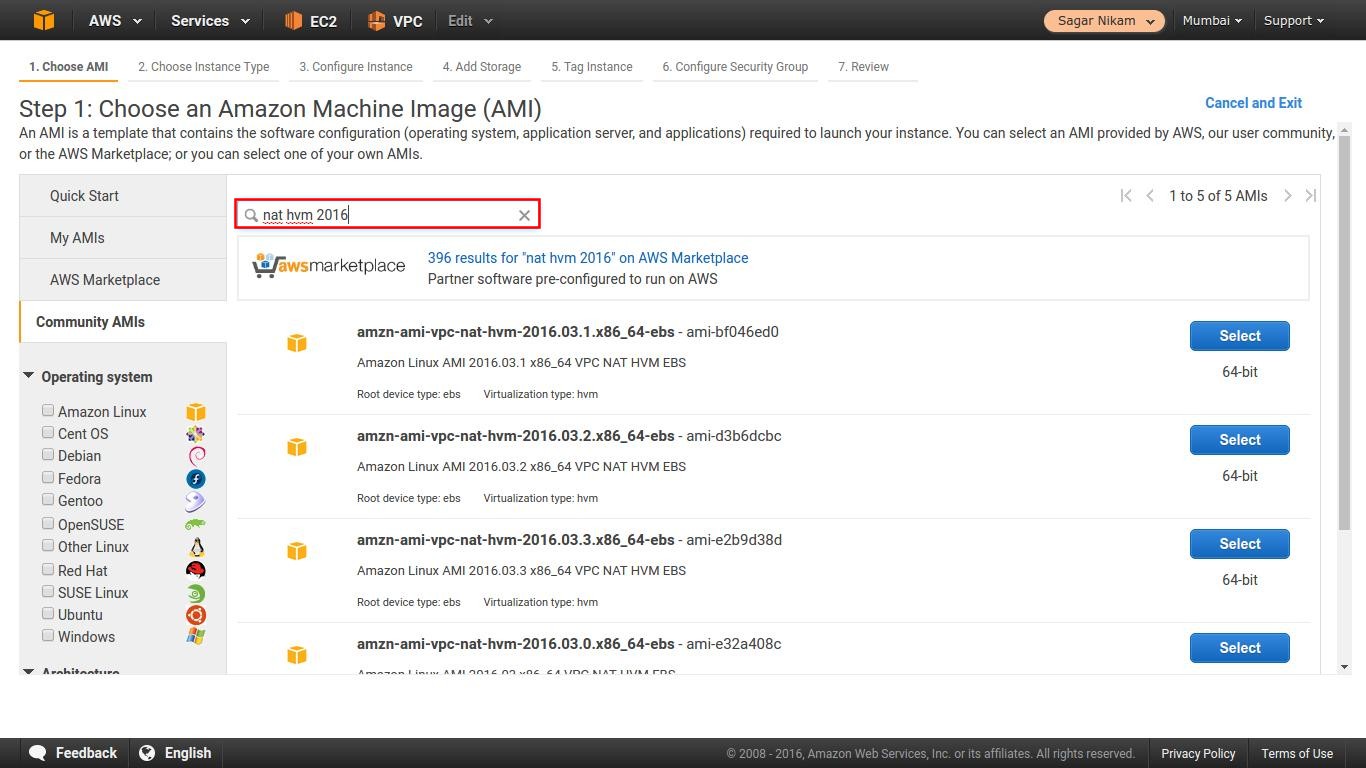 AWS Services EC2 VPC Edit Sagar Nikam Mumbai Support
1. Choose AMI 2. Choose Instance Type 3. Configure Instance 4. Add Storage 5. Tag Instance 6. Configure Security Group 7. Review
Step 1: Choose an Amazon Machine Image (AMI)
Cancel and Exit
An AMI is a template that contains the software configuration (operating system, application server, and applications) required to launch your instance. You can select an AMI provided by AWS, our user community,
or the AWS Marketplace; or you can select one of your own AMIs.
Quick Start
My AMIs
AWS Marketplace
Community AMIs
Operating system
Amazon Linux
Cent OS
Debian
Fedora
Gentoo
OpenSUSE
Other Linux
Red Hat
SUSE Linux
Ubuntu
Windows
Architecture
nat hvm 2016
1 to 5 of 5 AMIs
awsmarketplace
396 results for "nat hvm 2016" on AWS Marketplace
Partner software pre-configured to run on AWS
amzn-ami-vpc-nat-hvm-2016.03.1.x86_64-ebs - ami-bf046ed0
Select
Amazon Linux AMI 2016.03.1 x86_64 VPC NAT HVM EBS
64-bit
Root device type: ebs Virtualization type: hvm
amzn-ami-vpc-nat-hvm-2016.03.2.x86_64-ebs - ami-d3b6dcbc
Select
Amazon Linux AMI 2016.03.2 x86_64 VPC NAT HVM EBS
64-bit
Root device type: ebs Virtualization type: hvm
amzn-ami-vpc-nat-hvm-2016.03.3.x86_64-ebs - ami-e2b9d38d
Select
Amazon Linux AMI 2016.03.3 x86_64 VPC NAT HVM EBS
64-bit
Root device type: ebs Virtualization type: hvm
amzn-ami-vpc-nat-hvm-2016.03.0.x86_64-ebs - ami-e32a408c
Select
Amazon Linux AMI 2016.03 x86_64 VPC NAT HVM EBS
Feedback English © 2008 - 2016, Amazon Web Services, Inc. or its affiliates. All rights reserved. Privacy Policy Terms of Use